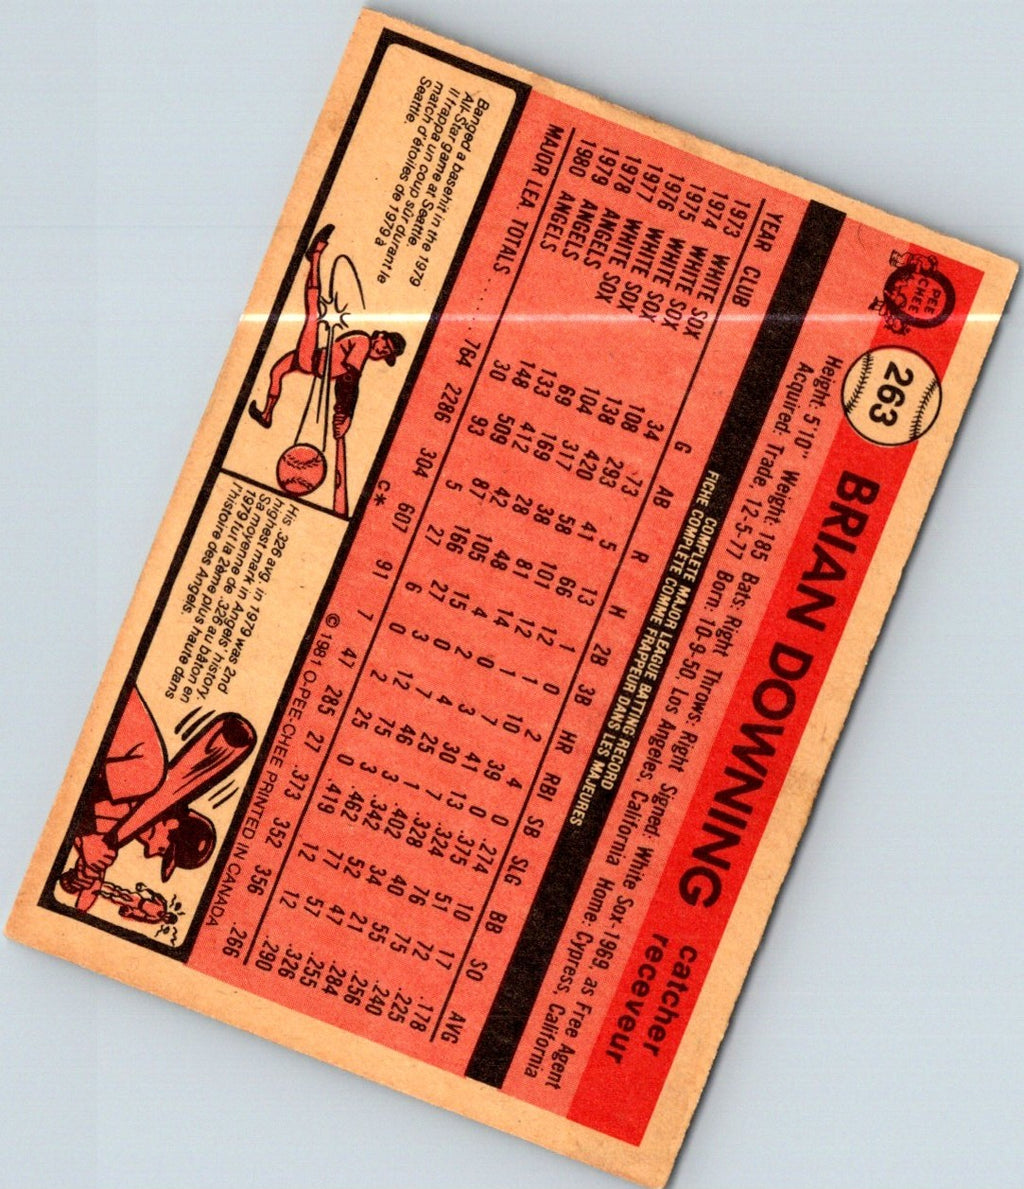 O PEE CHEE
263
BRIAN DOWNING
catcher
receveur
Height: 5'10" Weight: 185 Bats: Right Throws: Right Signed: White Sox-1969, as Free Agent
Acquired: Trade, 12-5-77 Born: 10-9-50, Los Angeles, California Home: Cypress, California
COMPLETE MAJOR LEAGUE BATTING RECORD
FICHE COMPLÈTE COMME FRAPPEUR DANS LES MAJEURES
YEAR CLUB G AB R H 2B 3B HR RBI SB SLG BB SO AVG
1973 WHITE SOX 34 73 5 13 1 0 2 4 0 .274 10 17 .178
1974 WHITE SOX 108 293 41 66 12 1 10 39 0 .375 51 72 .225
1975 WHITE SOX 138 420 58 101 12 1 7 41 13 .324 76 75 .240
1976 WHITE SOX 104 317 38 81 14 0 3 30 7 .328 40 55 .256
1977 WHITE SOX 69 169 28 48 4 2 4 25 1 .402 34 21 .284
1978 ANGELS 133 412 42 105 15 0 7 46 3 .342 52 47 .255
1979 ANGELS 148 509 87 166 27 3 12 75 3 .462 77 57 .326
1980 ANGELS 30 93 5 27 6 0 2 25 0 .419 12 12 .290
MAJOR LEA TOTALS ...... 764 2286 304 607 91 7 47 285 27 .373 352 356 .266
C* © 1981 O-PEE-CHEE PRINTED IN CANADA
Banged a basehit in the 1979
All-Star game at Seattle.
Il frappa un coup sûr durant le
match d'étoiles de 1979 à
Seattle.
His .326 avg. in 1979 was 2nd
highest mark in Angels' history.
Sa moyenne de .326 au bâton en
1979 fut la 2ème plus haute dans
l'histoire des Angels.